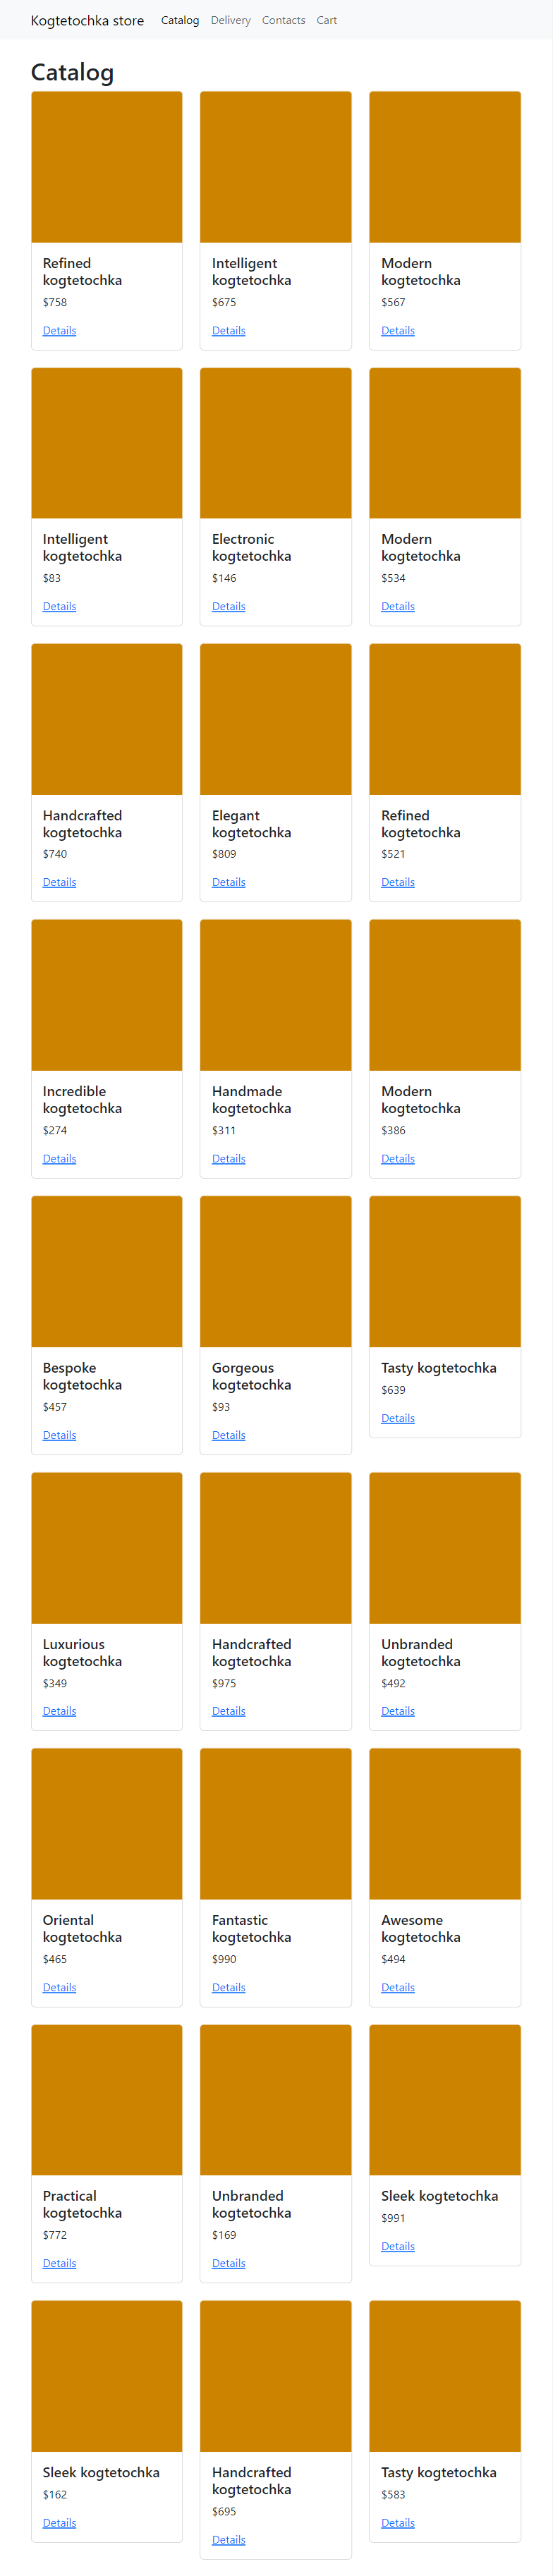 Kogtetochka store Catalog Delivery Contacts Cart
Catalog
Refined
kogtetochka
$758
Details
Intelligent
kogtetochka
$675
Details
Modern
kogtetochka
$567
Details
Intelligent
kogtetochka
$83
Details
Electronic
kogtetochka
$146
Details
Modern
kogtetochka
$534
Details
Handcrafted
kogtetochka
$740
Details
Elegant
kogtetochka
$809
Details
Refined
kogtetochka
$521
Details
Incredible
kogtetochka
$274
Details
Handmade
kogtetochka
$311
Details
Modern
kogtetochka
$386
Details
Bespoke
kogtetochka
$457
Details
Gorgeous
kogtetochka
$93
Details
Tasty kogtetochka
$639
Details
Luxurious
kogtetochka
$349
Details
Handcrafted
kogtetochka
$975
Details
Unbranded
kogtetochka
$492
Details
Oriental
kogtetochka
$465
Details
Fantastic
kogtetochka
$990
Details
Awesome
kogtetochka
$494
Details
Practical
kogtetochka
$772
Details
Unbranded
kogtetochka
$169
Details
Sleek kogtetochka
$991
Details
Sleek kogtetochka
$162
Details
Handcrafted
kogtetochka
$695
Details
Tasty kogtetochka
$583
Details